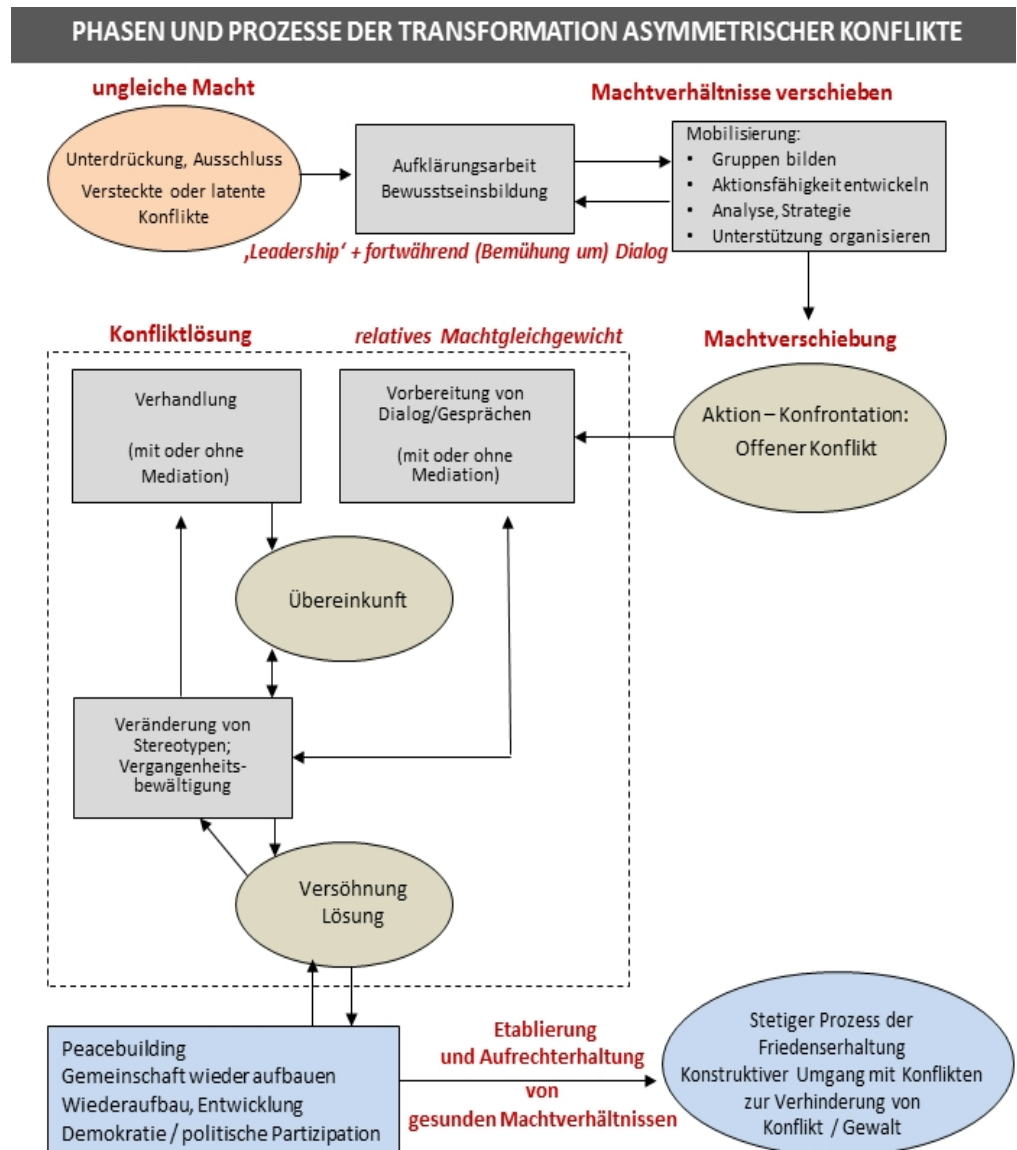 PHASEN UND PROZESSE DER TRANSFORMATION ASYMMETRISCHER KONFLIKTE
ungleiche Macht
Unterdrückung, Ausschluss
Versteckte oder latente
Konflikte
Aufklärungsarbeit
Bewusstseinsbildung
Machtverhältnisse verschieben
Mobilisierung:
• Gruppen bilden
• Aktionsfähigkeit entwickeln
• Analyse, Strategie
• Unterstützung organisieren
‚Leadership‘ + fortwährend (Bemühung um) Dialog
Konfliktlösung
relatives Machtgleichgewicht
Machtverschiebung
Verhandlung
(mit oder ohne
Mediation)
Vorbereitung von
Dialog/Gesprächen
(mit oder ohne
Mediation)
Aktion – Konfrontation:
Offener Konflikt
Übereinkunft
Veränderung von
Stereotypen;
Vergangenheits-
bewältigung
Versöhnung
Lösung
Peacebuilding
Gemeinschaft wieder aufbauen
Wiederaufbau, Entwicklung
Demokratie / politische Partizipation
Etablierung
und Aufrechterhaltung
von
gesunden Machtverhältnissen
Stetiger Prozess der
Friedenserhaltung
Konstruktiver Umgang mit Konflikten
zur Verhinderung von
Konflikt / Gewalt